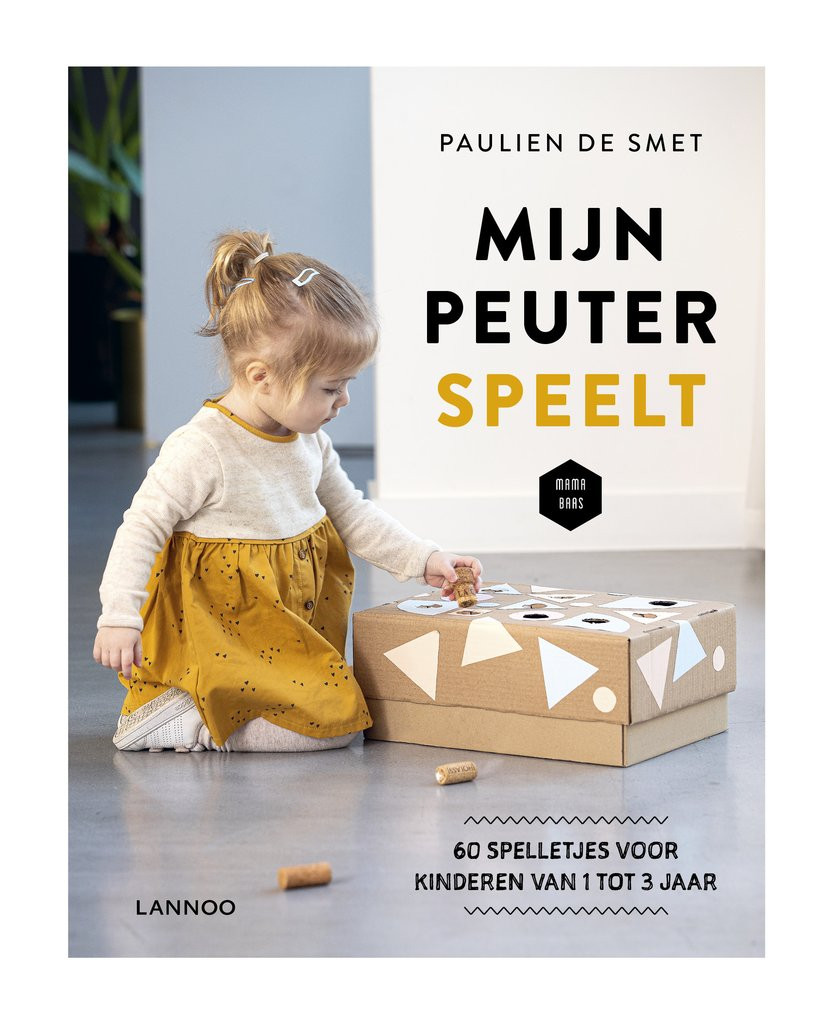 PAULIEN DE SMET
MIJN
PEUTER
SPEELT
MAMA
BAAS
60 SPELLETJES VOOR
KINDEREN VAN 1 TOT 3 JAAR
LANNOO